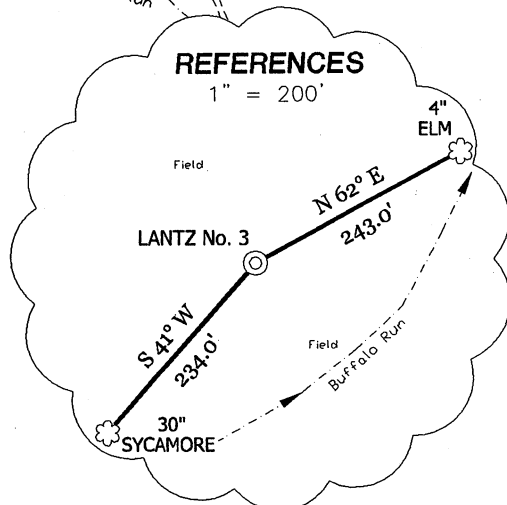 Run
REFERENCES
1" = 200'
4"
ELM
Field
N 62° E
243.0'
LANTZ No. 3
S 41° W
234.0'
Field
Buffalo Run
30"
SYCAMORE